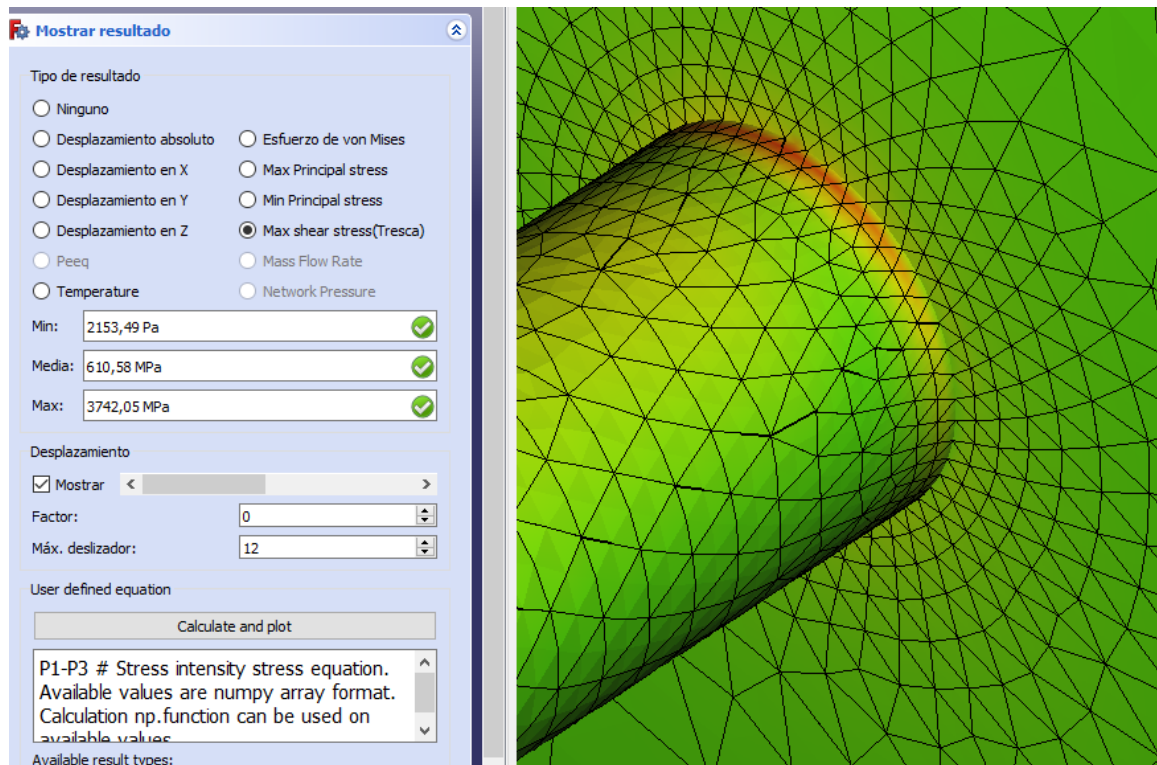 Mostrar resultado
Tipo de resultado
Ninguno
Desplazamiento absoluto Esfuerzo de von Mises
Desplazamiento en X Max Principal stress
Desplazamiento en Y Min Principal stress
Desplazamiento en Z Max shear stress(Tresca)
Peeq Mass Flow Rate
Temperature Network Pressure
Min: 2153,49 Pa
Media: 610,58 MPa
Max: 3742,05 MPa
Desplazamiento
Mostrar
Factor: 0
Máx. deslizador: 12
User defined equation
Calculate and plot
P1-P3 # Stress intensity stress equation.
Available values are numpy array format.
Calculation np.function can be used on
available values
Available result types: